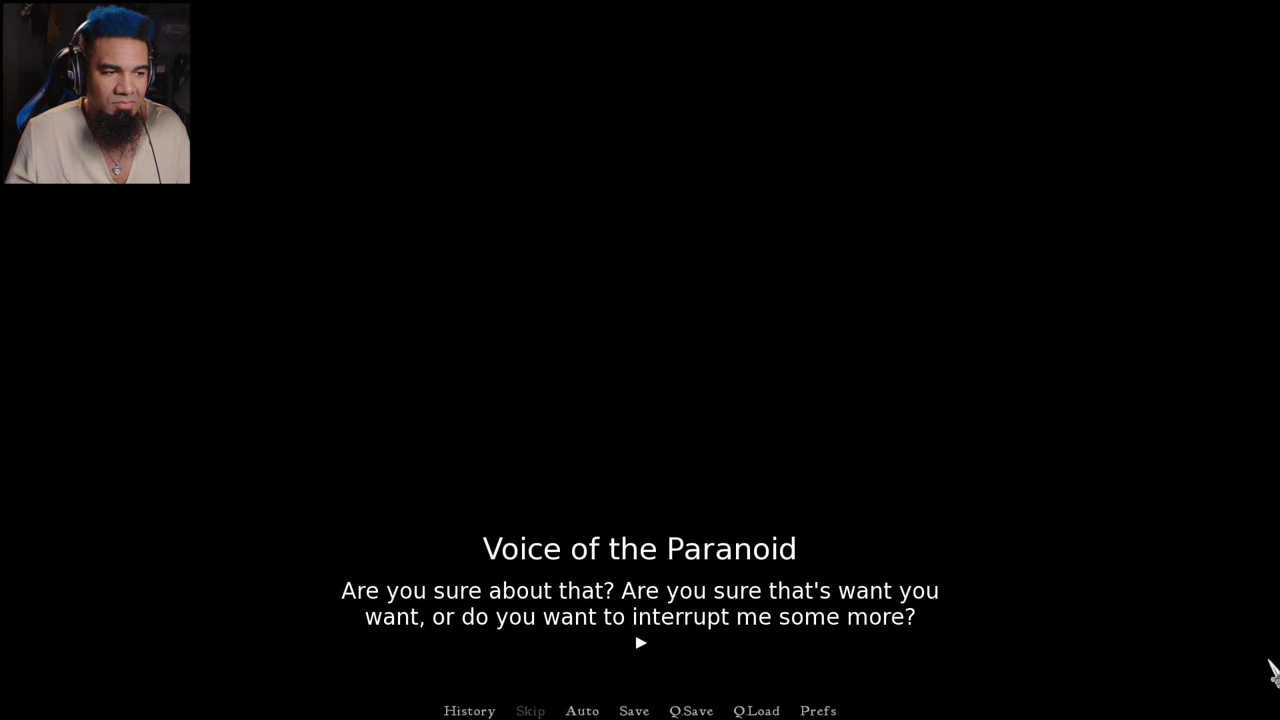 Voice of the Paranoid
Are you sure about that? Are you sure that's want you
want, or do you want to interrupt me some more?
History Skip Auto Save Q.Save Q.Load Prefs